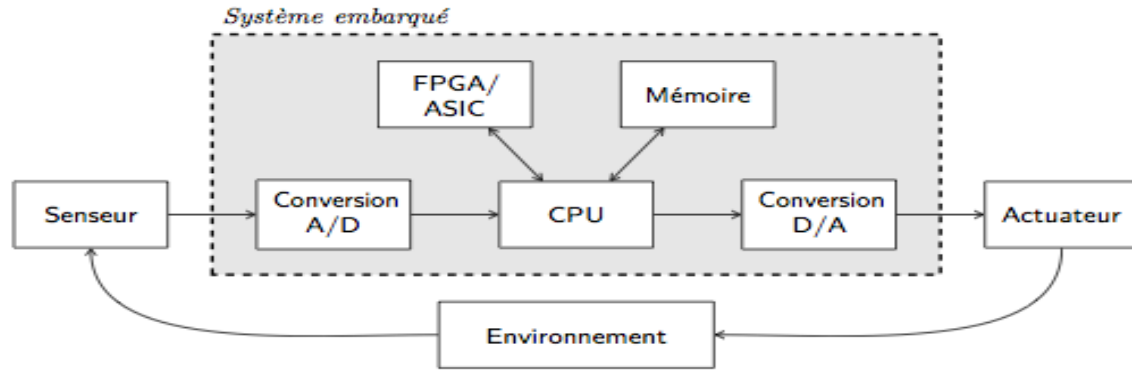 Système embarqué
FPGA/
ASIC
Mémoire
Senseur
Conversion
A/D
CPU
Conversion
D/A
Actuateur
Environnement